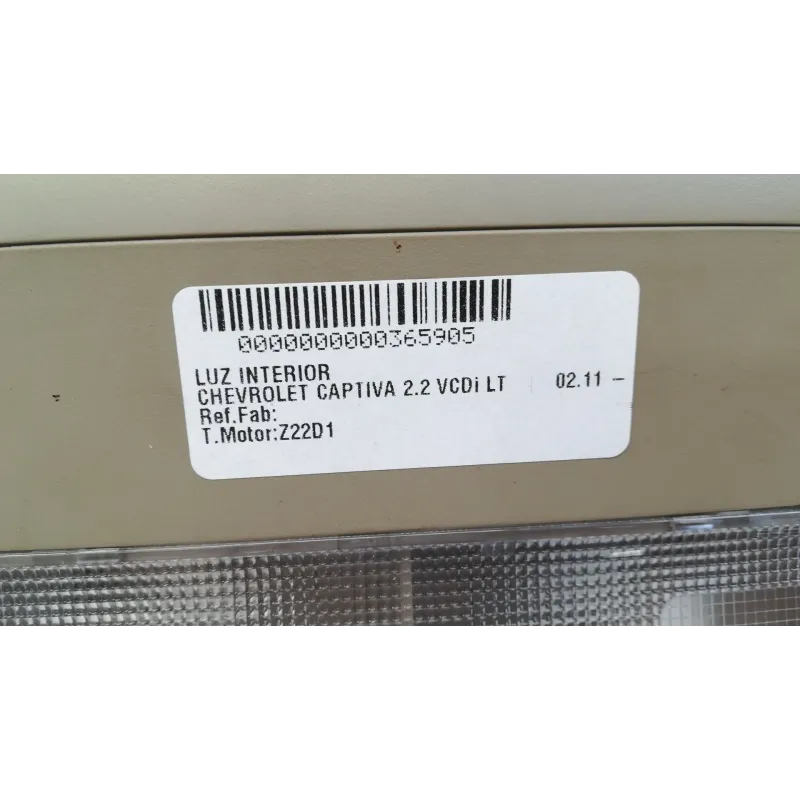 0000000000365905
LUZ INTERIOR
CHEVROLET CAPTIVA 2.2 VCDi LT 02.11 –
Ref.Fab:
T.Motor:Z22D1